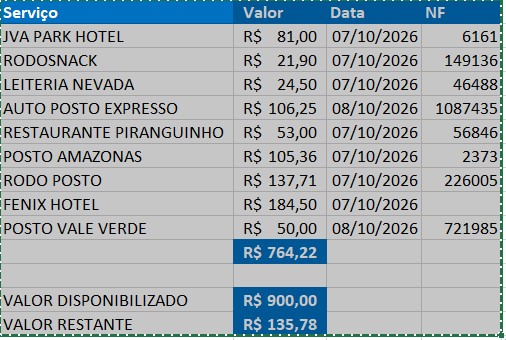 Serviço Valor Data NF
JVA PARK HOTEL R$ 81,00 07/10/2026 6161
RODOSNACK R$ 21,90 07/10/2026 149136
LEITERIA NEVADA R$ 24,50 07/10/2026 46488
AUTO POSTO EXPRESSO R$ 106,25 08/10/2026 1087435
RESTAURANTE PIRANGUINHO R$ 53,00 07/10/2026 56846
POSTO AMAZONAS R$ 105,36 07/10/2026 2373
RODO POSTO R$ 137,71 07/10/2026 226005
FENIX HOTEL R$ 184,50 07/10/2026
POSTO VALE VERDE R$ 50,00 08/10/2026 721985
R$ 764,22
VALOR DISPONIBILIZADO R$ 900,00
VALOR RESTANTE R$ 135,78